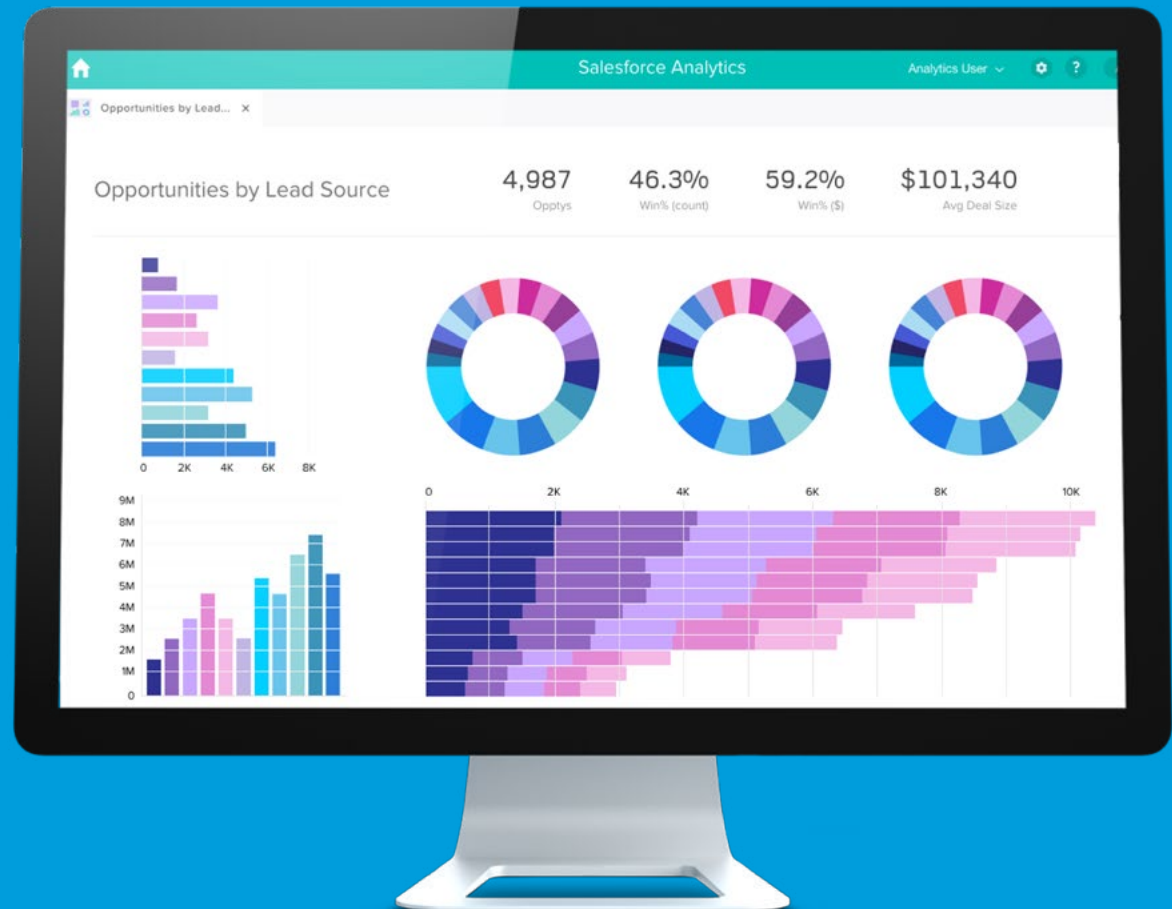 Salesforce Analytics
Analytics User
?
Opportunities by Lead... ×
Opportunities by Lead Source
4,987
Opptys
46.3%
Win% (count)
59.2%
Win% ($)
$101,340
Avg Deal Size
0 2K 4K 6K 8K
9M
8M
7M
6M
5M
4M
3M
2M
1M
0
0 2K 4K 6K 8K 10K